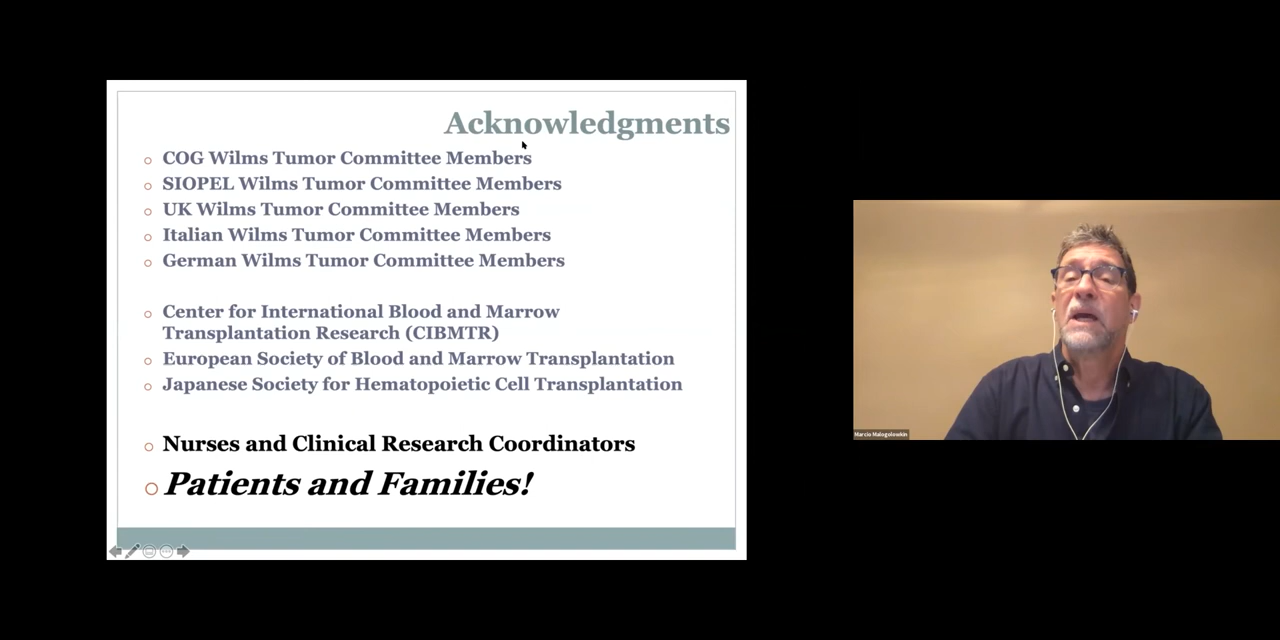 Acknowledgments
COG Wilms Tumor Committee Members
SIOPEL Wilms Tumor Committee Members
UK Wilms Tumor Committee Members
Italian Wilms Tumor Committee Members
German Wilms Tumor Committee Members
Center for International Blood and Marrow
Transplantation Research (CIBMTR)
European Society of Blood and Marrow Transplantation
Japanese Society for Hematopoietic Cell Transplantation
Nurses and Clinical Research Coordinators
Patients and Families!
Marcio Malogolowkin